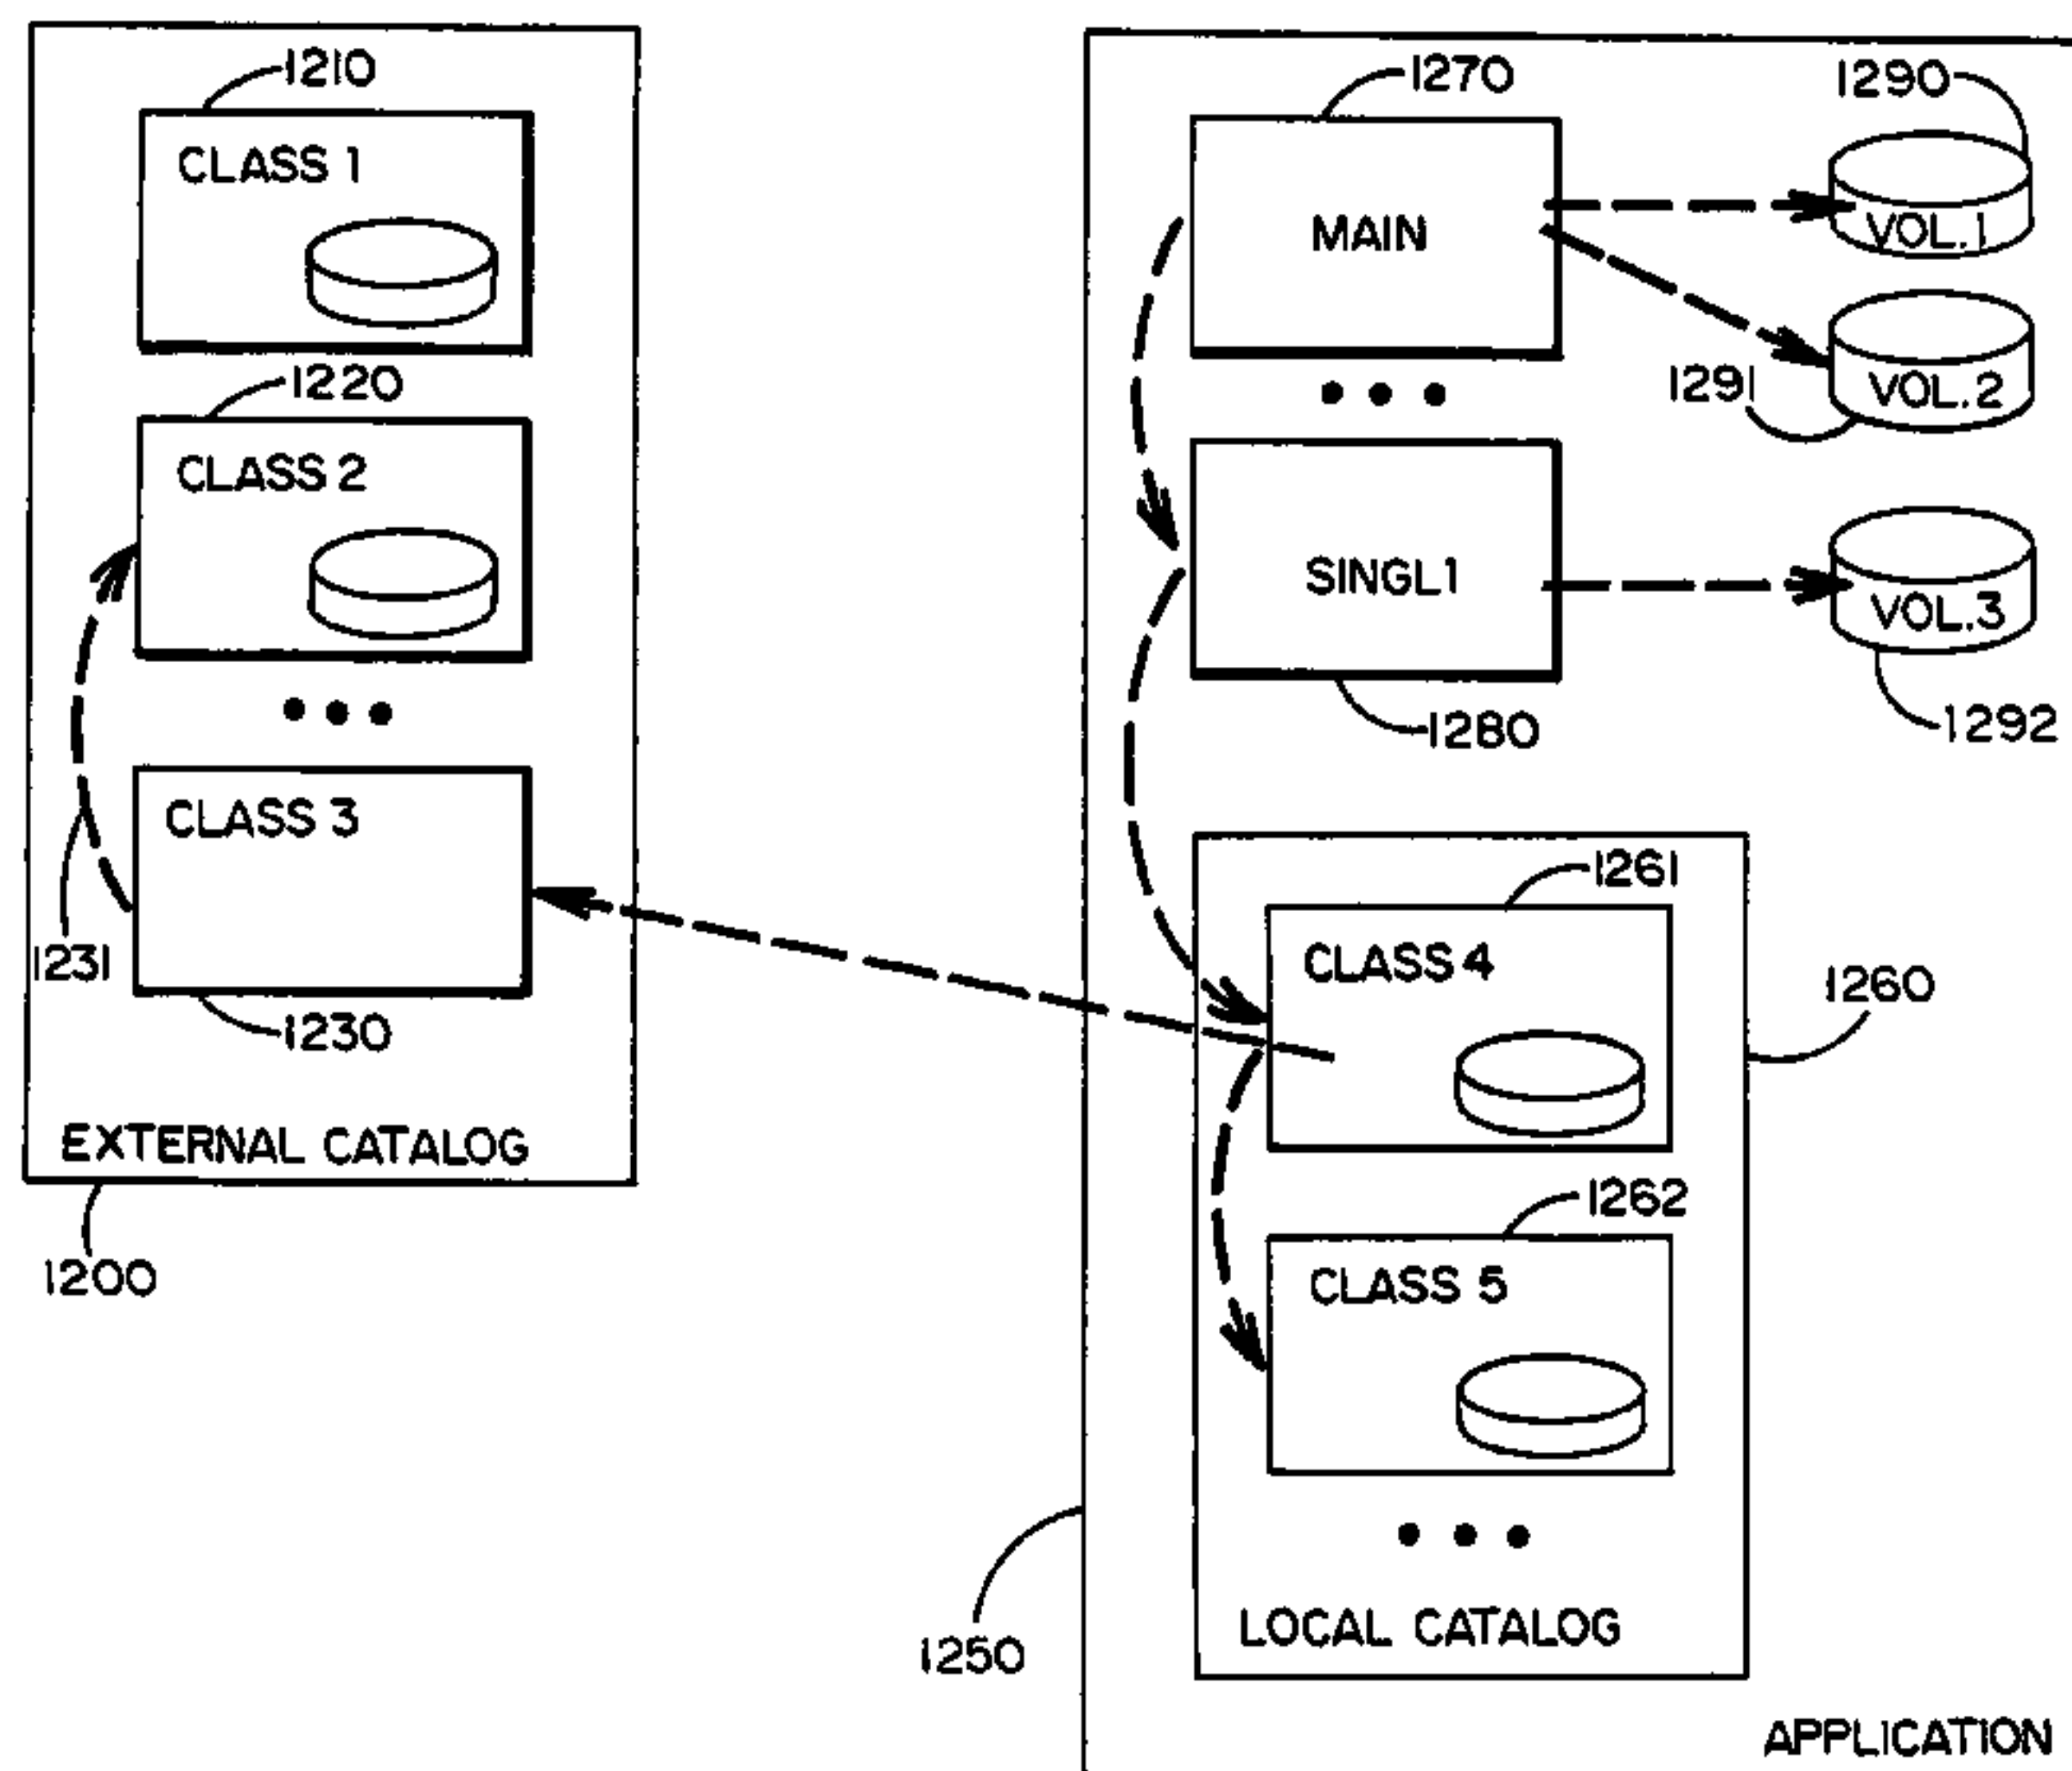 1210
CLASS 1
1220
CLASS 2
CLASS 3
1231
1230
EXTERNAL CATALOG
1200
1270
1290
MAIN
VOL.1
1291
VOL.2
SINGL1
VOL.3
1280
1292
1261
CLASS 4
1260
1262
CLASS 5
LOCAL CATALOG
1250
APPLICATION